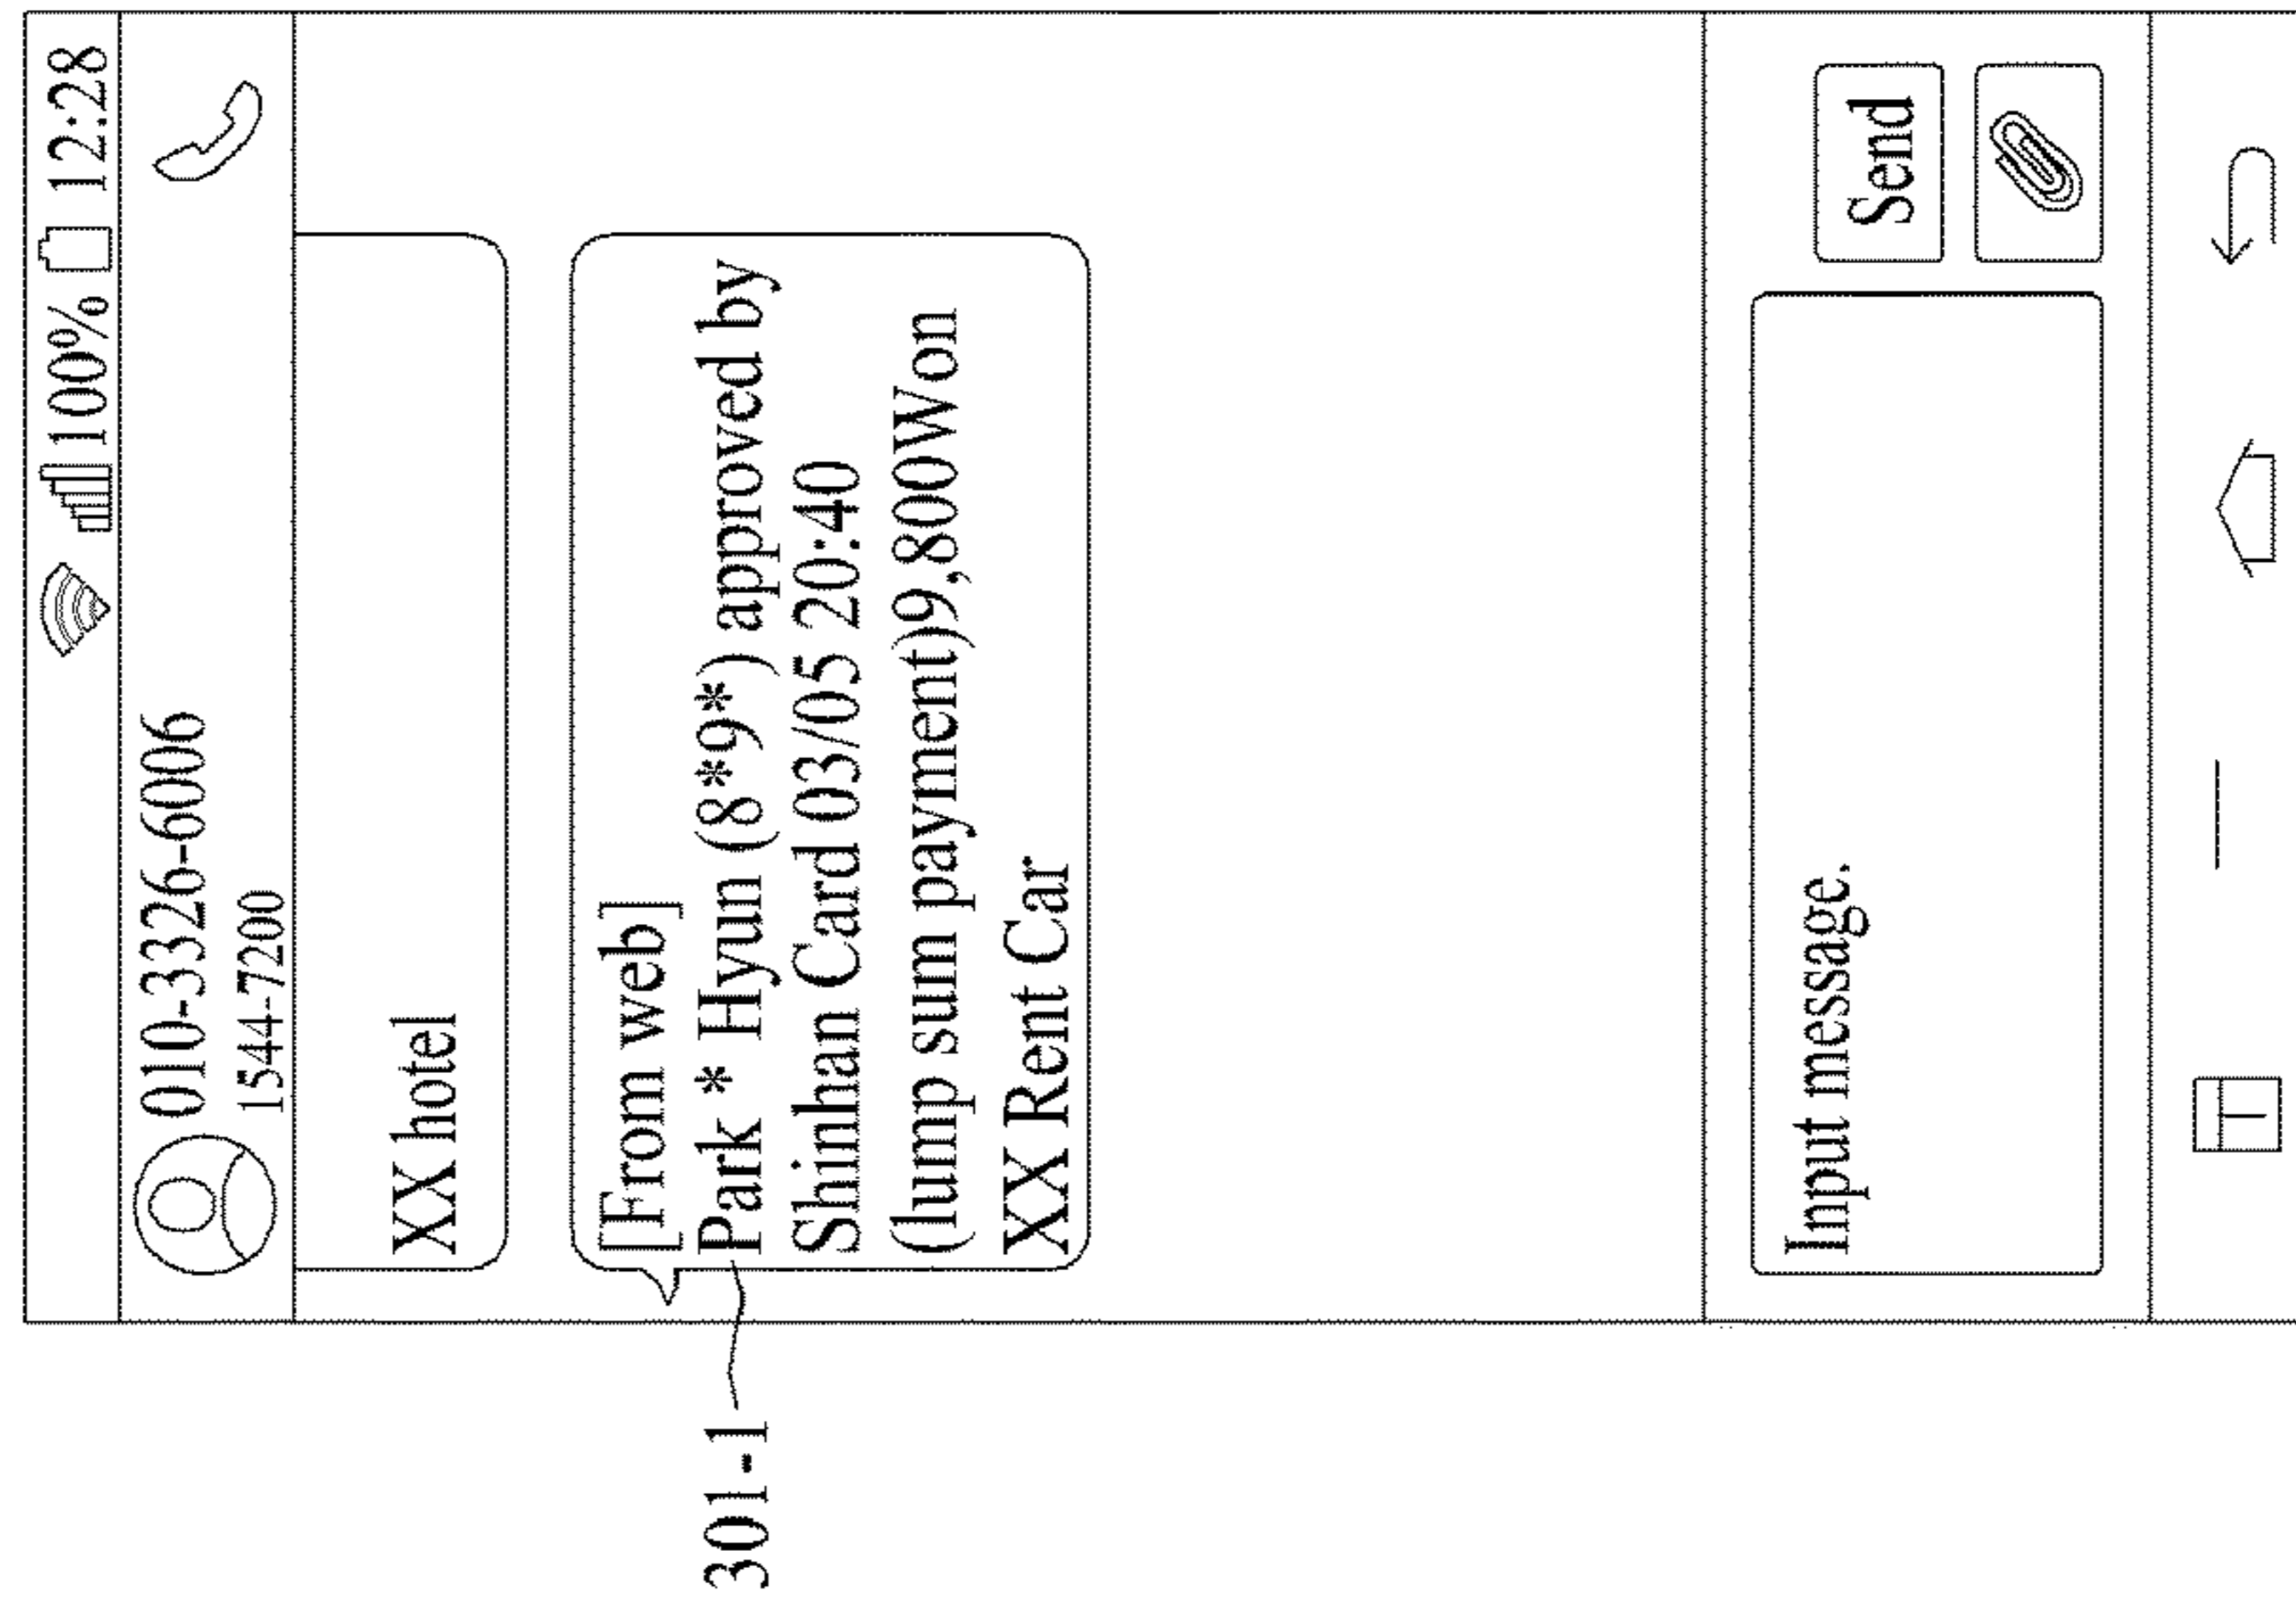 100% 12:28
010-3326-6006
1544-7200
XX hotel
[From web]
Park * Hyun (8*9*) approved by
Shinhan Card 03/05 20:40
(lump sum payment)9,800Won
XX Rent Car
301-1
Input message.
Send